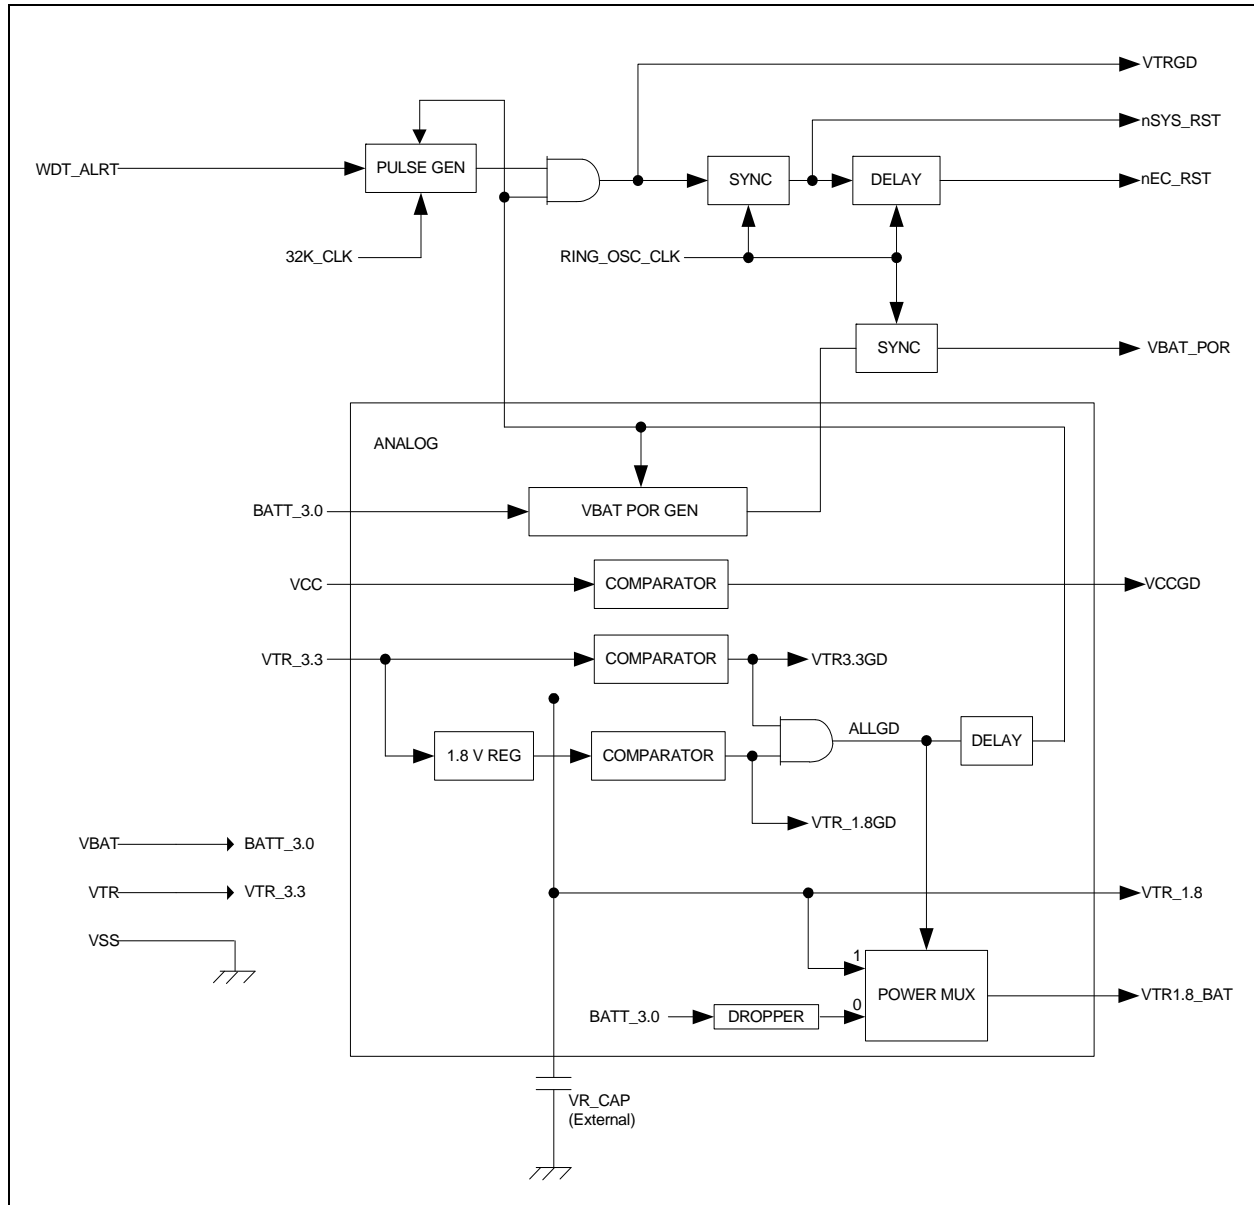 VTRGD
nSYS_RST
WDT_ALRT
PULSE GEN
SYNC
DELAY
nEC_RST
32K_CLK
RING_OSC_CLK
SYNC
VBAT_POR
ANALOG
BATT_3.0
VBAT POR GEN
VCC
COMPARATOR
VCCGD
VTR_3.3
COMPARATOR
VTR3.3GD
ALLGD
DELAY
1.8 V REG
COMPARATOR
VTR_1.8GD
VBAT
BATT_3.0
VTR
VTR_3.3
VTR_1.8
VSS
1
POWER MUX
VTR1.8_BAT
0
BATT_3.0
DROPPER
VR_CAP
(External)